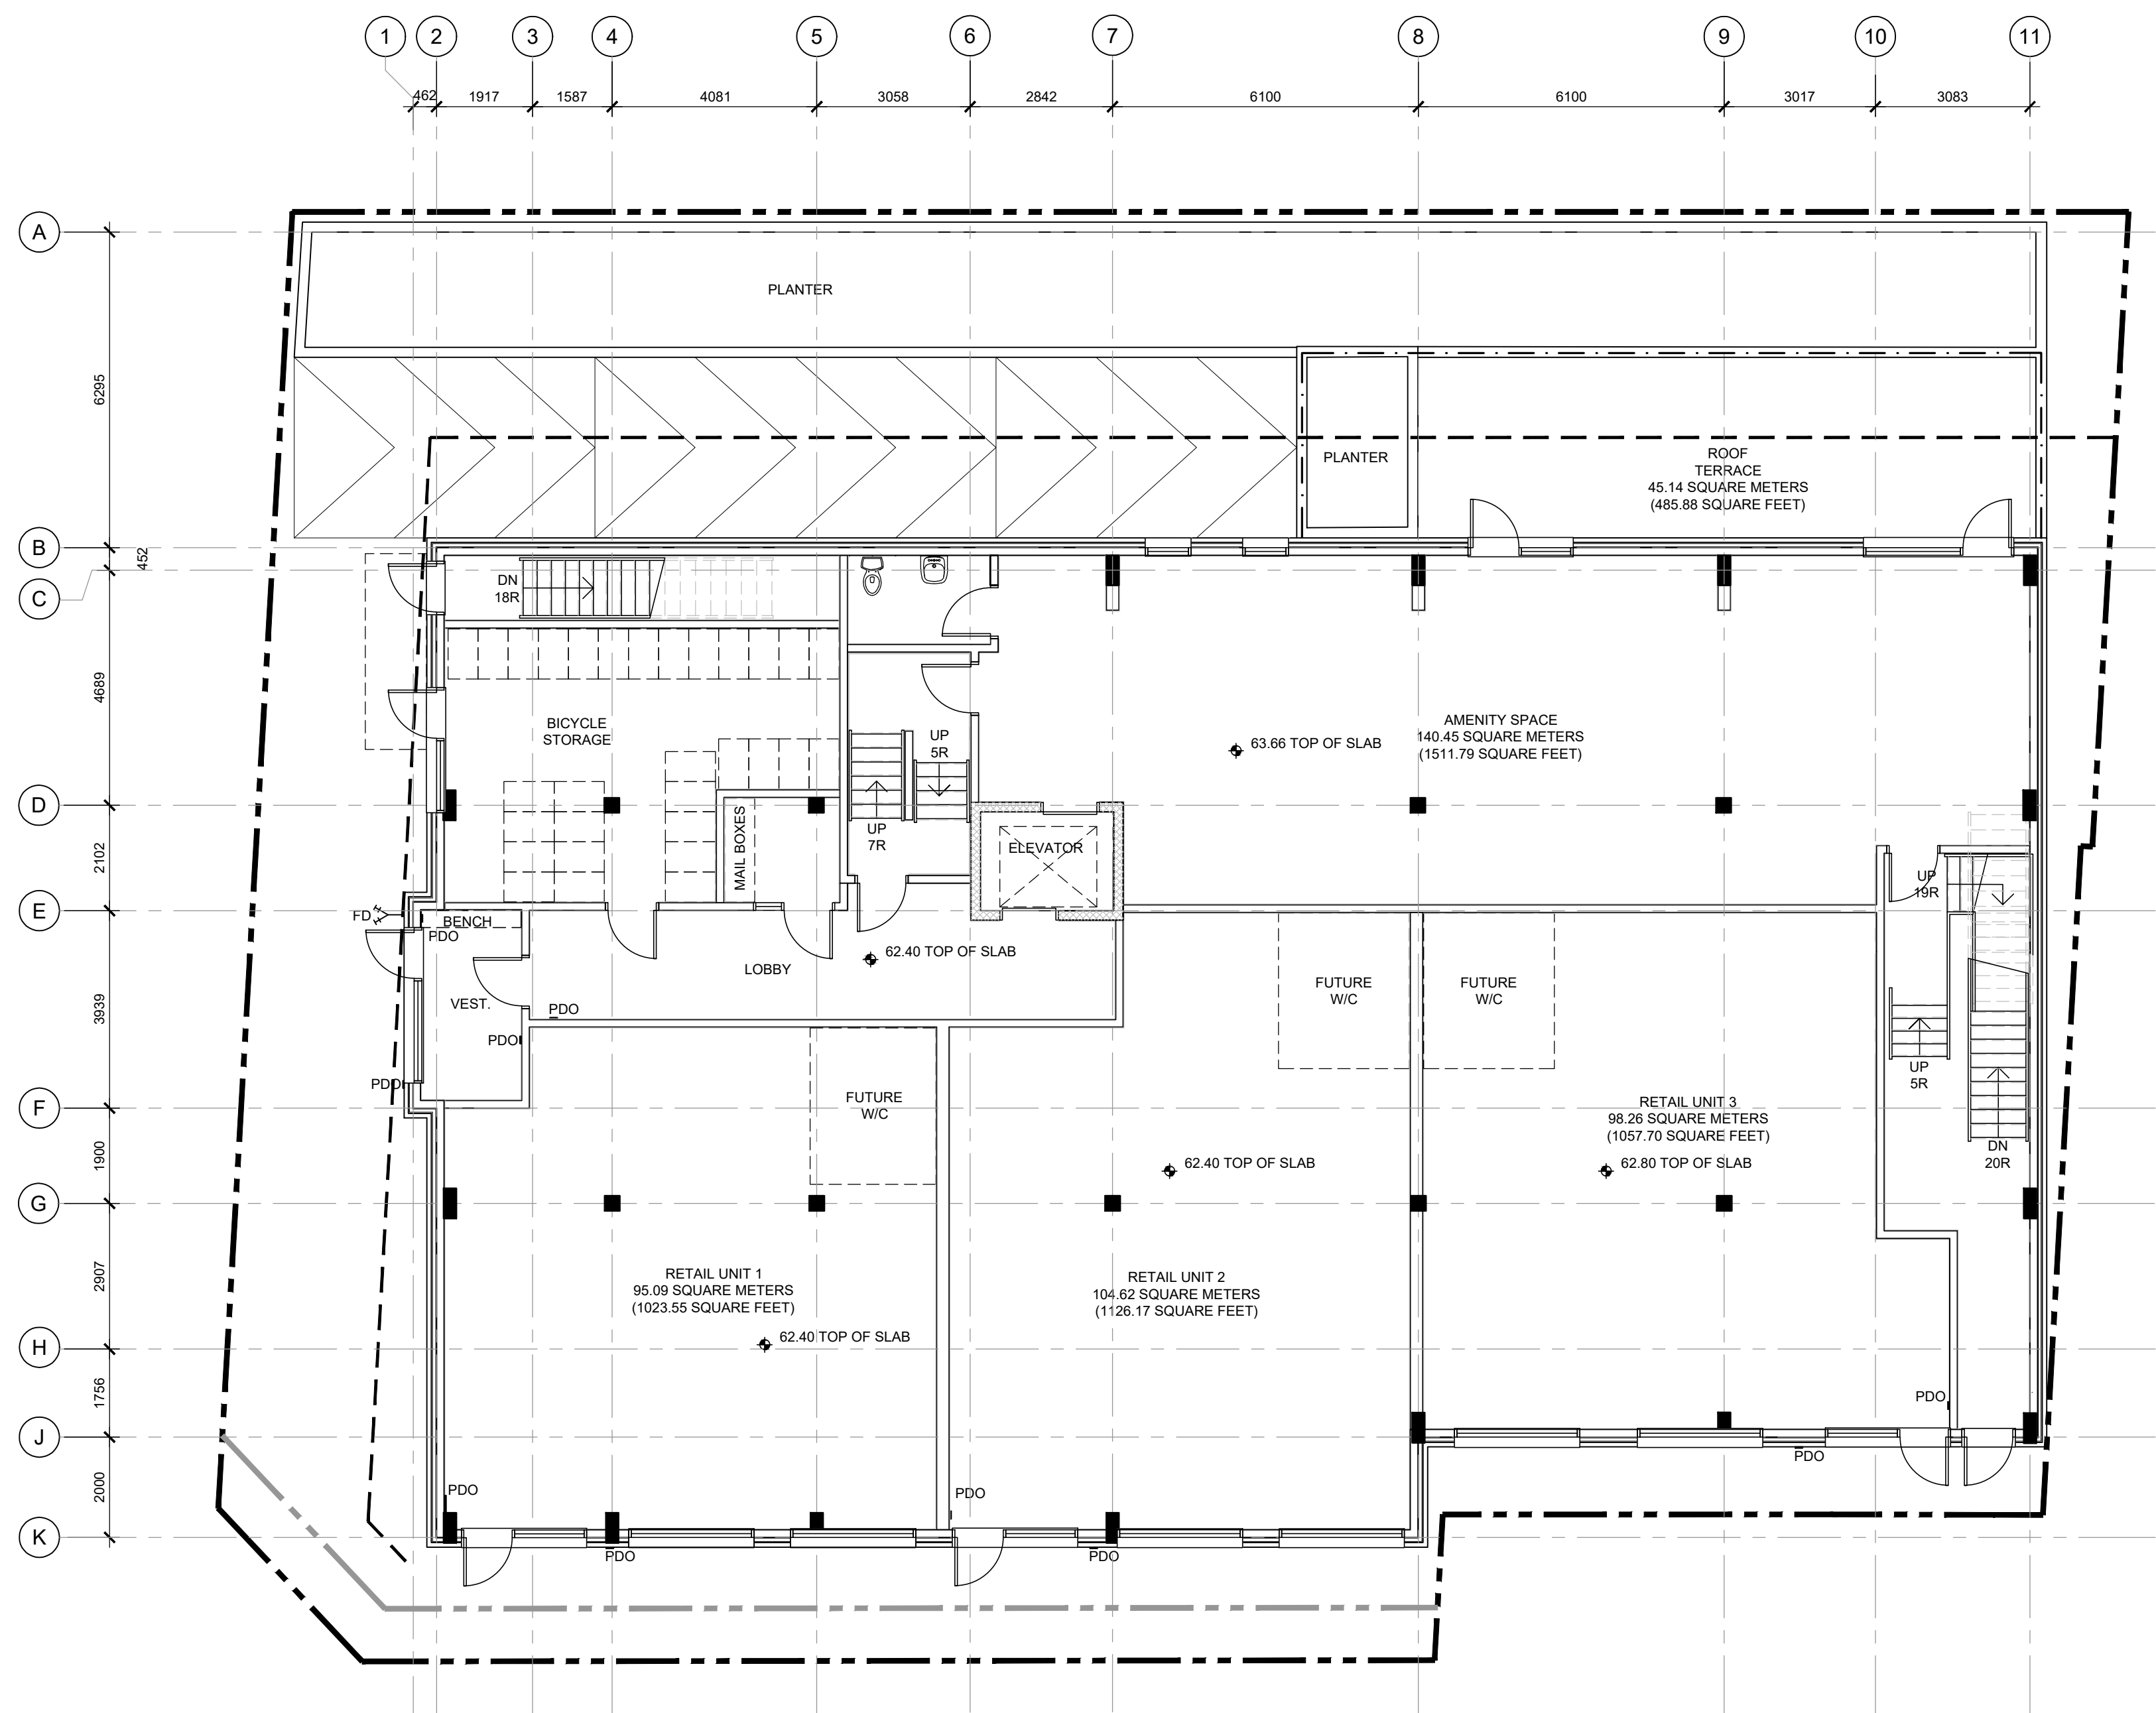 1 2 3 4 5 6 7 8 9 10 11
462 1917 1587 4081 3058 2842 6100 6100 3017 3083
A
B
C
D
E
F
G
H
J
K
6295
452
4689
2102
3939
1900
2907
1756
2000
PLANTER
PLANTER
ROOF
TERRACE
45.14 SQUARE METERS
(485.88 SQUARE FEET)
DN
18R
BICYCLE
STORAGE
UP
5R
UP
7R
MAIL BOXES
ELEVATOR
63.66 TOP OF SLAB
AMENITY SPACE
140.45 SQUARE METERS
(1511.79 SQUARE FEET)
UP
19R
FD
BENCH
PDO
VEST.
PDO
PDO
PDO
LOBBY
62.40 TOP OF SLAB
FUTURE
W/C
FUTURE
W/C
FUTURE
W/C
UP
5R
DN
20R
RETAIL UNIT 3
98.26 SQUARE METERS
(1057.70 SQUARE FEET)
62.80 TOP OF SLAB
62.40 TOP OF SLAB
RETAIL UNIT 1
95.09 SQUARE METERS
(1023.55 SQUARE FEET)
62.40 TOP OF SLAB
RETAIL UNIT 2
104.62 SQUARE METERS
(1126.17 SQUARE FEET)
PDO
PDO
PDO
PDO
PDO
PDO